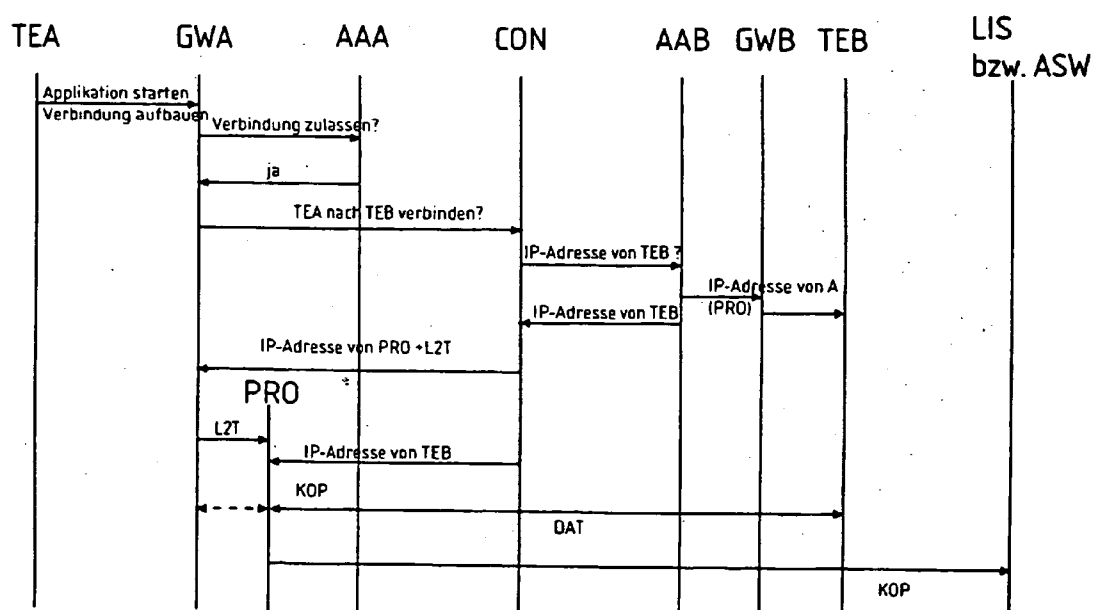 TEA GWA AAA CON AAB GWB TEB LIS
bzw. ASW
Applikation starten
Verbindung aufbauen
Verbindung zulassen?
ja
TEA nach TEB verbinden?
IP-Adresse von TEB ?
IP-Adresse von A
(PRO)
IP-Adresse von TEB
IP-Adresse von PRO +L2T
PRO
L2T
IP-Adresse von TEB
KOP
DAT
KOP